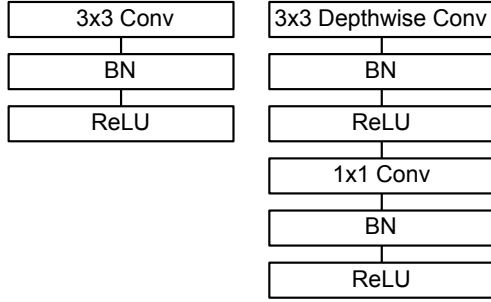 3x3 Conv
BN
ReLU
3x3 Depthwise Conv
BN
ReLU
1x1 Conv
BN
ReLU